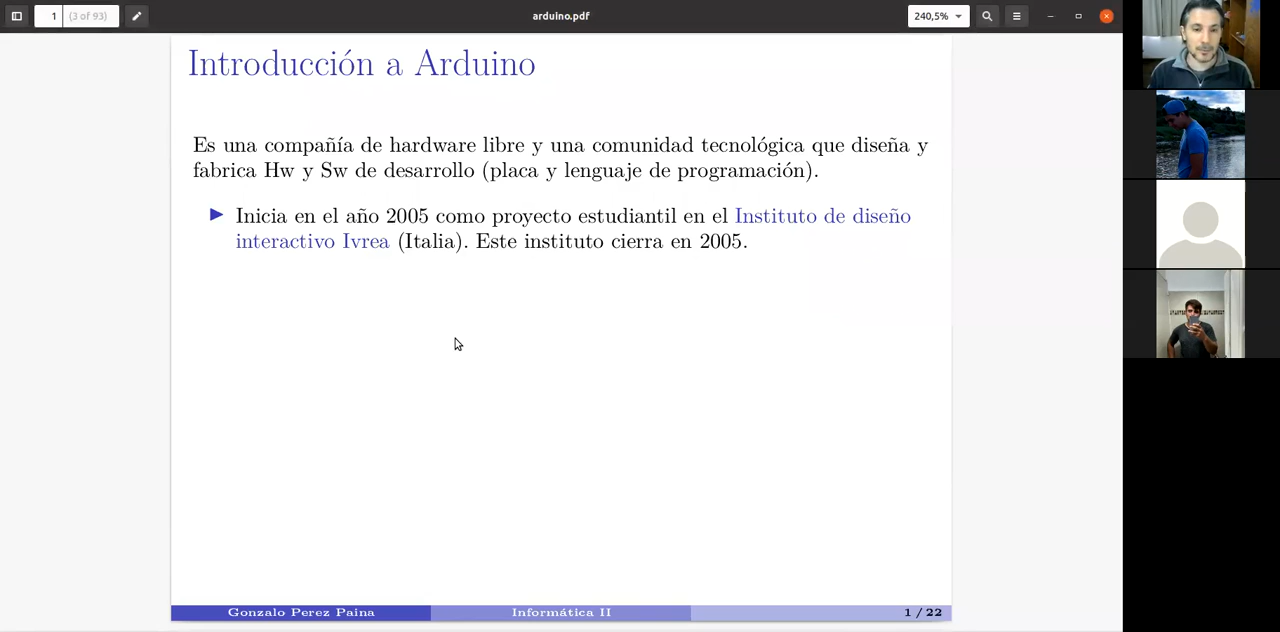 1 (3 of 93) arduino.pdf 240,5%
Introducción a Arduino
Es una compañía de hardware libre y una comunidad tecnológica que diseña y
fabrica Hw y Sw de desarrollo (placa y lenguaje de programación).
Inicia en el año 2005 como proyecto estudiantil en el Instituto de diseño
interactivo Ivrea (Italia). Este instituto cierra en 2005.
Gonzalo Perez Paina Informática II 1 / 22